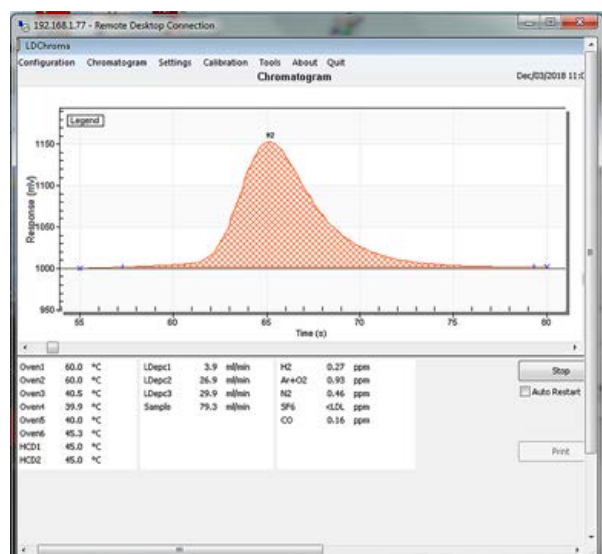 192.168.1.77 - Remote Desktop Connection
LDChroma
Configuration Chromatogram Settings Calibration Tools About Quit
Chromatogram Dec/03/2018 11:0
Legend
H2
1150
1100
1050
1000
950
Response (mV)
55 60 65 70 75 80
Time (s)
Oven1 60.0 °C LDepc1 3.9 ml/min H2 0.27 ppm
Oven2 60.0 °C LDepc2 26.9 ml/min Ar+O2 0.93 ppm
Oven3 40.5 °C LDepc3 29.9 ml/min N2 0.46 ppm
Oven4 39.9 °C Sample 79.3 ml/min SF6 <LDL ppm
Oven5 40.0 °C CO 0.16 ppm
Oven6 45.3 °C
HCD1 45.0 °C
HCD2 45.0 °C
Stop
Auto Restart
Print